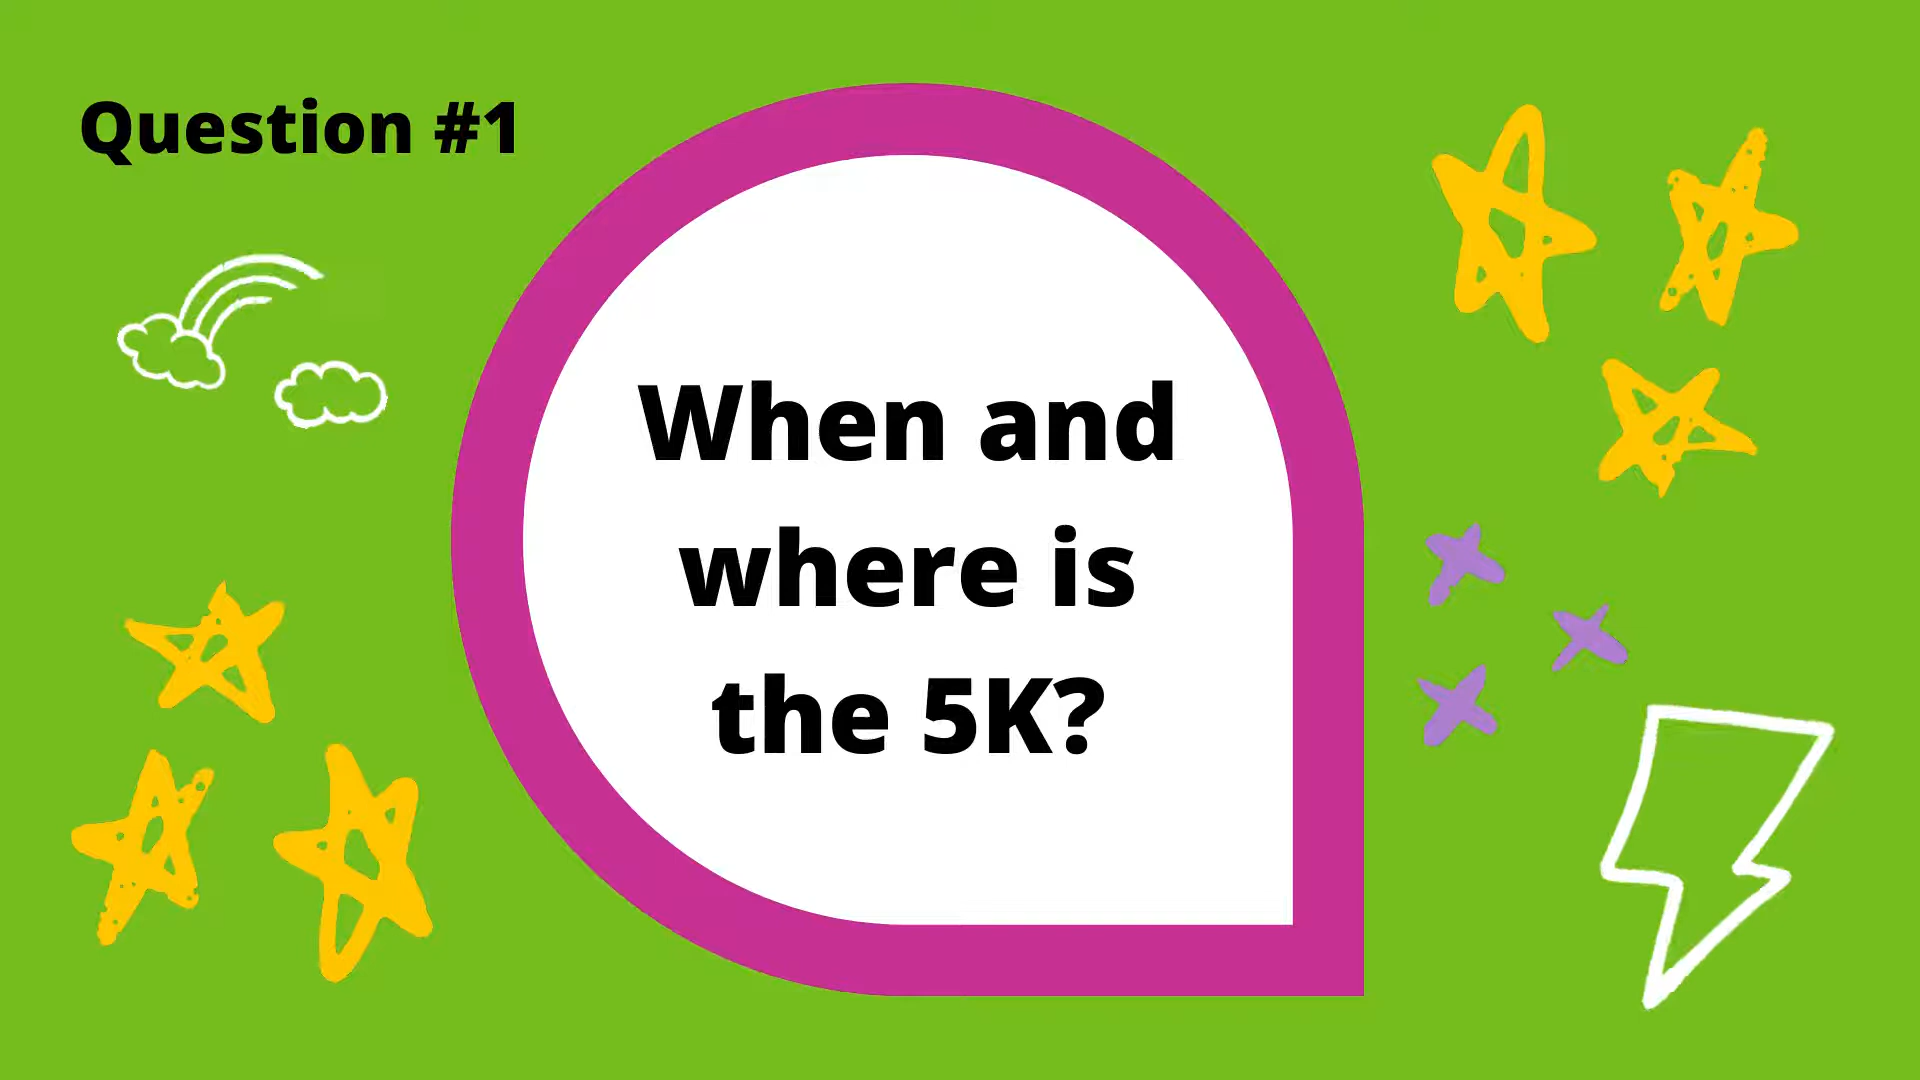 Question #1
When and
where is
the 5K?